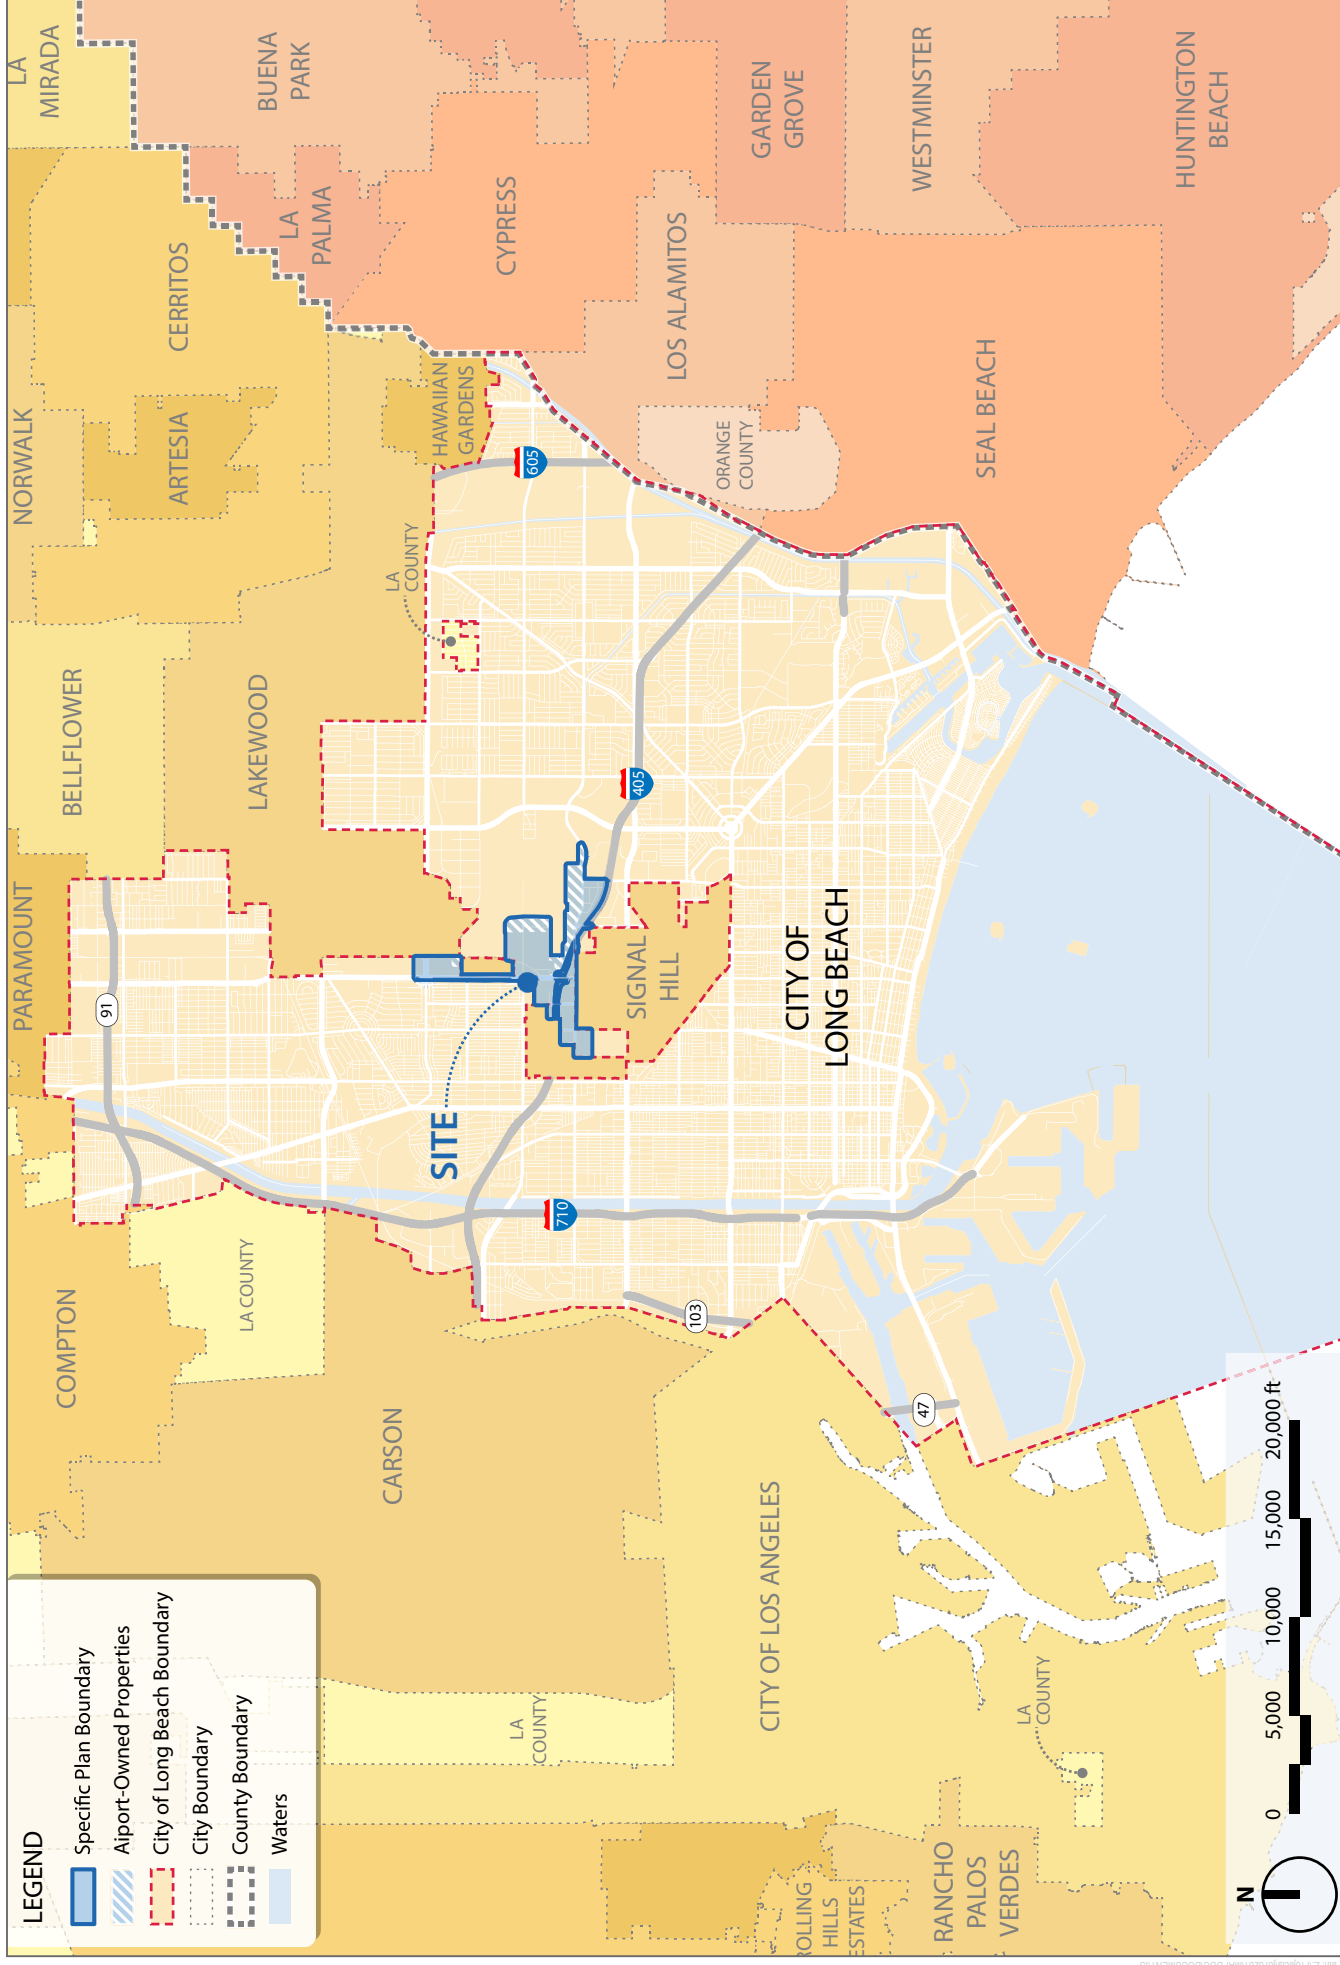 LEGEND
Specific Plan Boundary
Aiport-Owned Properties
City of Long Beach Boundary
City Boundary
County Boundary
Waters
COMPTON
PARAMOUNT
BELLFLOWER
NORWALK
LA
MIRADA
ARTESIA
CERRITOS
BUENA
PARK
LA
PALMA
LA COUNTY
91
LAKEWOOD
LA
COUNTY
HAWAIIAN
GARDENS
CYPRESS
CARSON
SITE
605
LA
COUNTY
710
405
SIGNAL
HILL
ORANGE
COUNTY
LOS ALAMITOS
GARDEN
GROVE
103
CITY OF LOS ANGELES
CITY OF
LONG BEACH
WESTMINSTER
47
SEAL BEACH
ROLLING
HILLS
ESTATES
RANCHO
PALOS
VERDES
LA
COUNTY
HUNTINGTON
BEACH
N
0
5,000
10,000
15,000
20,000 ft